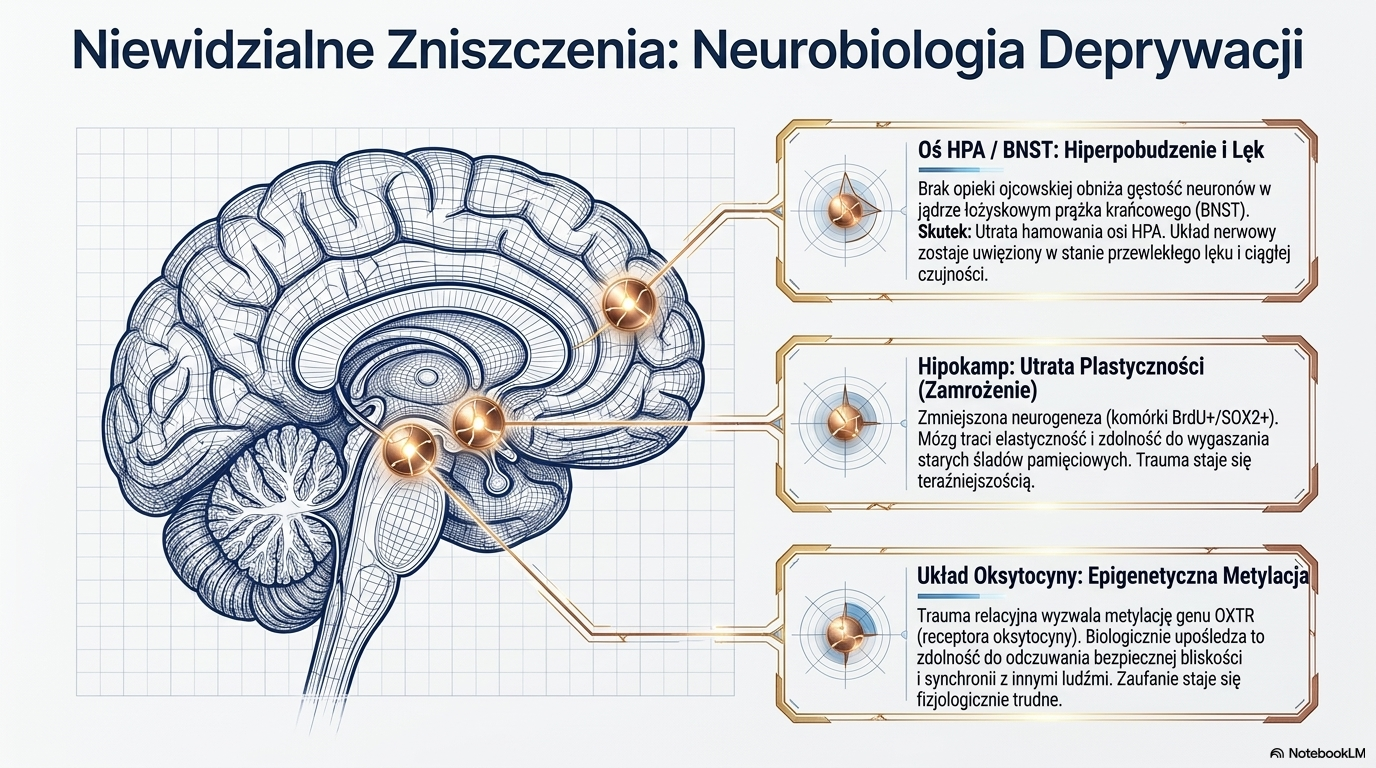 Niewidzialne Zniszczenia: Neurobiologia Deprywacji
Oś HPA / BNST: Hiperpobudzenie i Lęk
Brak opieki ojcowskiej obniża gęstość neuronów w
jądrze łożyskowym prążka krańcowego (BNST).
Skutek: Utrata hamowania osi HPA. Układ nerwowy
zostaje uwięziony w stanie przewlekłego lęku i ciągłej
czujności.
Hipokamp: Utrata Plastyczności
(Zamrożenie)
Zmniejszona neurogeneza (komórki BrdU+/SOX2+).
Mózg traci elastyczność i zdolność do wygaszania
starych śladów pamięciowych. Trauma staje się
teraźniejszością.
Układ Oksytocyny: Epigenetyczna Metylacja
Trauma relacyjna wyzwala metylację genu OXTR
(receptora oksytocyny). Biologicznie upośledza to
zdolność do odczuwania bezpiecznej bliskości
i synchronii z innymi ludźmi. Zaufanie staje się
fizjologicznie trudne.
NotebookLM